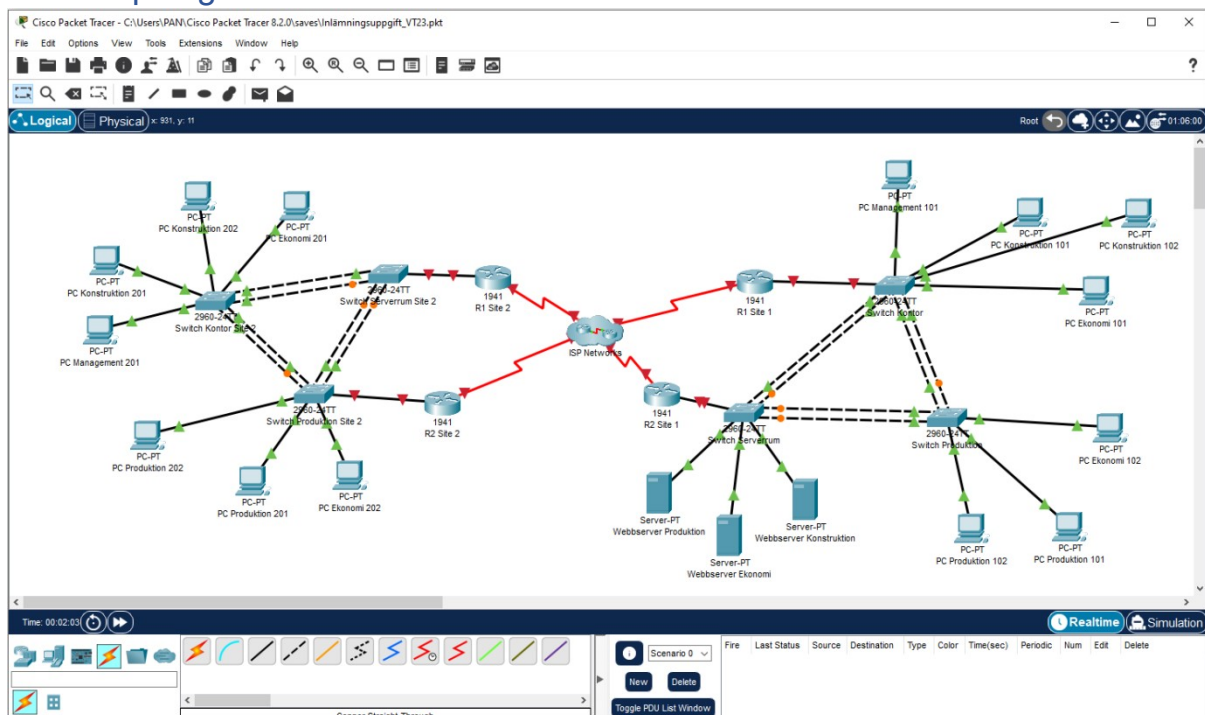 Cisco Packet Tracer - C:\Users\PAN\Cisco Packet Tracer 8.2.0\saves\Inlämningsuppgift_VT23.pkt
File Edit Options View Tools Extensions Window Help
?
Logical Physical x: 931, y: 11 Root 01:06:00
PC-PT
PC Konstruktion 202
PC-PT
PC Ekonomi 201
PC-PT
PC Konstruktion 201
PC-PT
PC Management 201
2960-24TT
Switch Kontor Site 2
2960-24TT
Switch Serverrum Site 2
1941
R1 Site 2
2960-24TT
Switch Produktion Site 2
1941
R2 Site 2
PC-PT
PC Produktion 202
PC-PT
PC Produktion 201
PC-PT
PC Ekonomi 202
ISP Networks
1941
R1 Site 1
1941
R2 Site 1
PC-PT
PC Management 101
PC-PT
PC Konstruktion 101
PC-PT
PC Konstruktion 102
2960-24TT
Switch Kontor
PC-PT
PC Ekonomi 101
2960-24TT
Switch Serverrum
2960-24TT
Switch Produktion
PC-PT
PC Ekonomi 102
Server-PT
Webbserver Produktion
Server-PT
Webbserver Konstruktion
Server-PT
Webbserver Ekonomi
PC-PT
PC Produktion 102
PC-PT
PC Produktion 101
Time: 00:02:03 Realtime Simulation
Scenario 0
New Delete
Toggle PDU List Window
Fire Last Status Source Destination Type Color Time(sec) Periodic Num Edit Delete
Copper Straight-Through